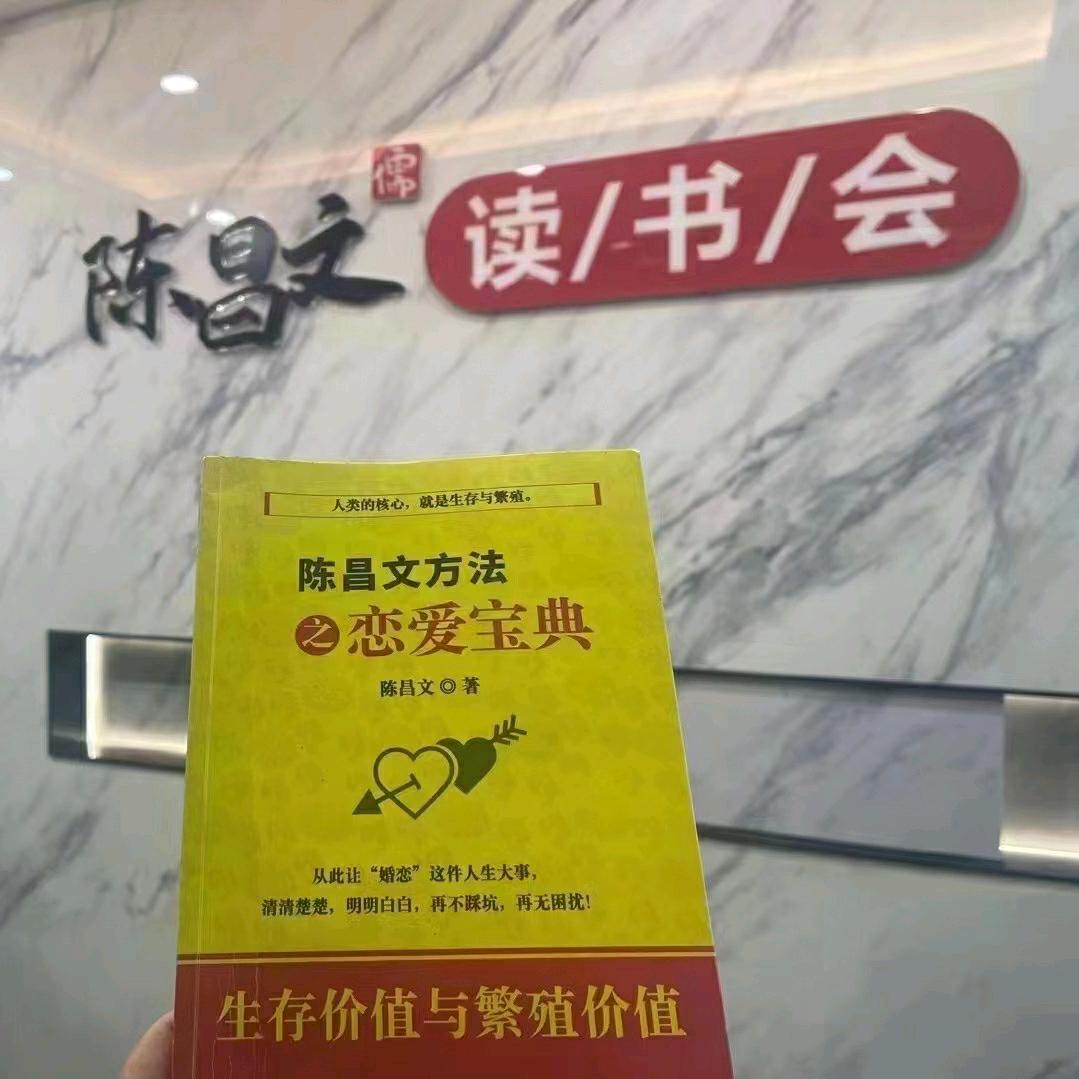 儒
陈昌文
读/书/会
人类的核心，就是生存与繁殖。
陈昌文方法
之恋爱宝典
陈昌文◎著
从此让“婚恋”这件人生大事，
清清楚楚，明明白白，再不踩坑，再无困扰！
生存价值与繁殖价值